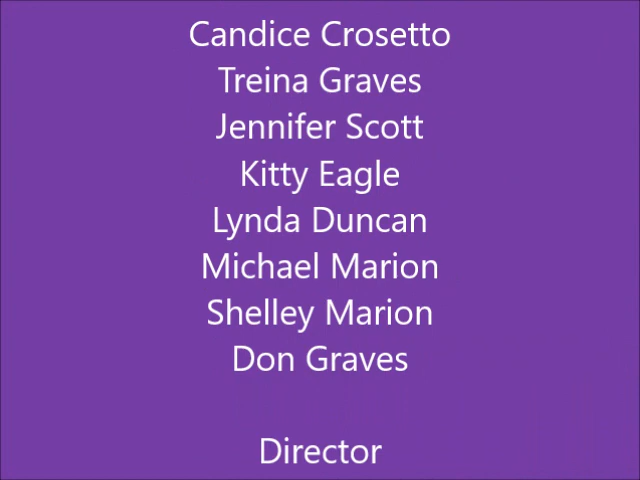 Candice Crosetto
Treina Graves
Jennifer Scott
Kitty Eagle
Lynda Duncan
Michael Marion
Shelley Marion
Don Graves
Director